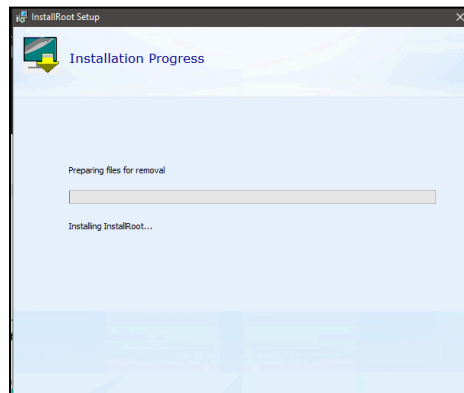 InstallRoot Setup
Installation Progress
Preparing files for removal
Installing InstallRoot...